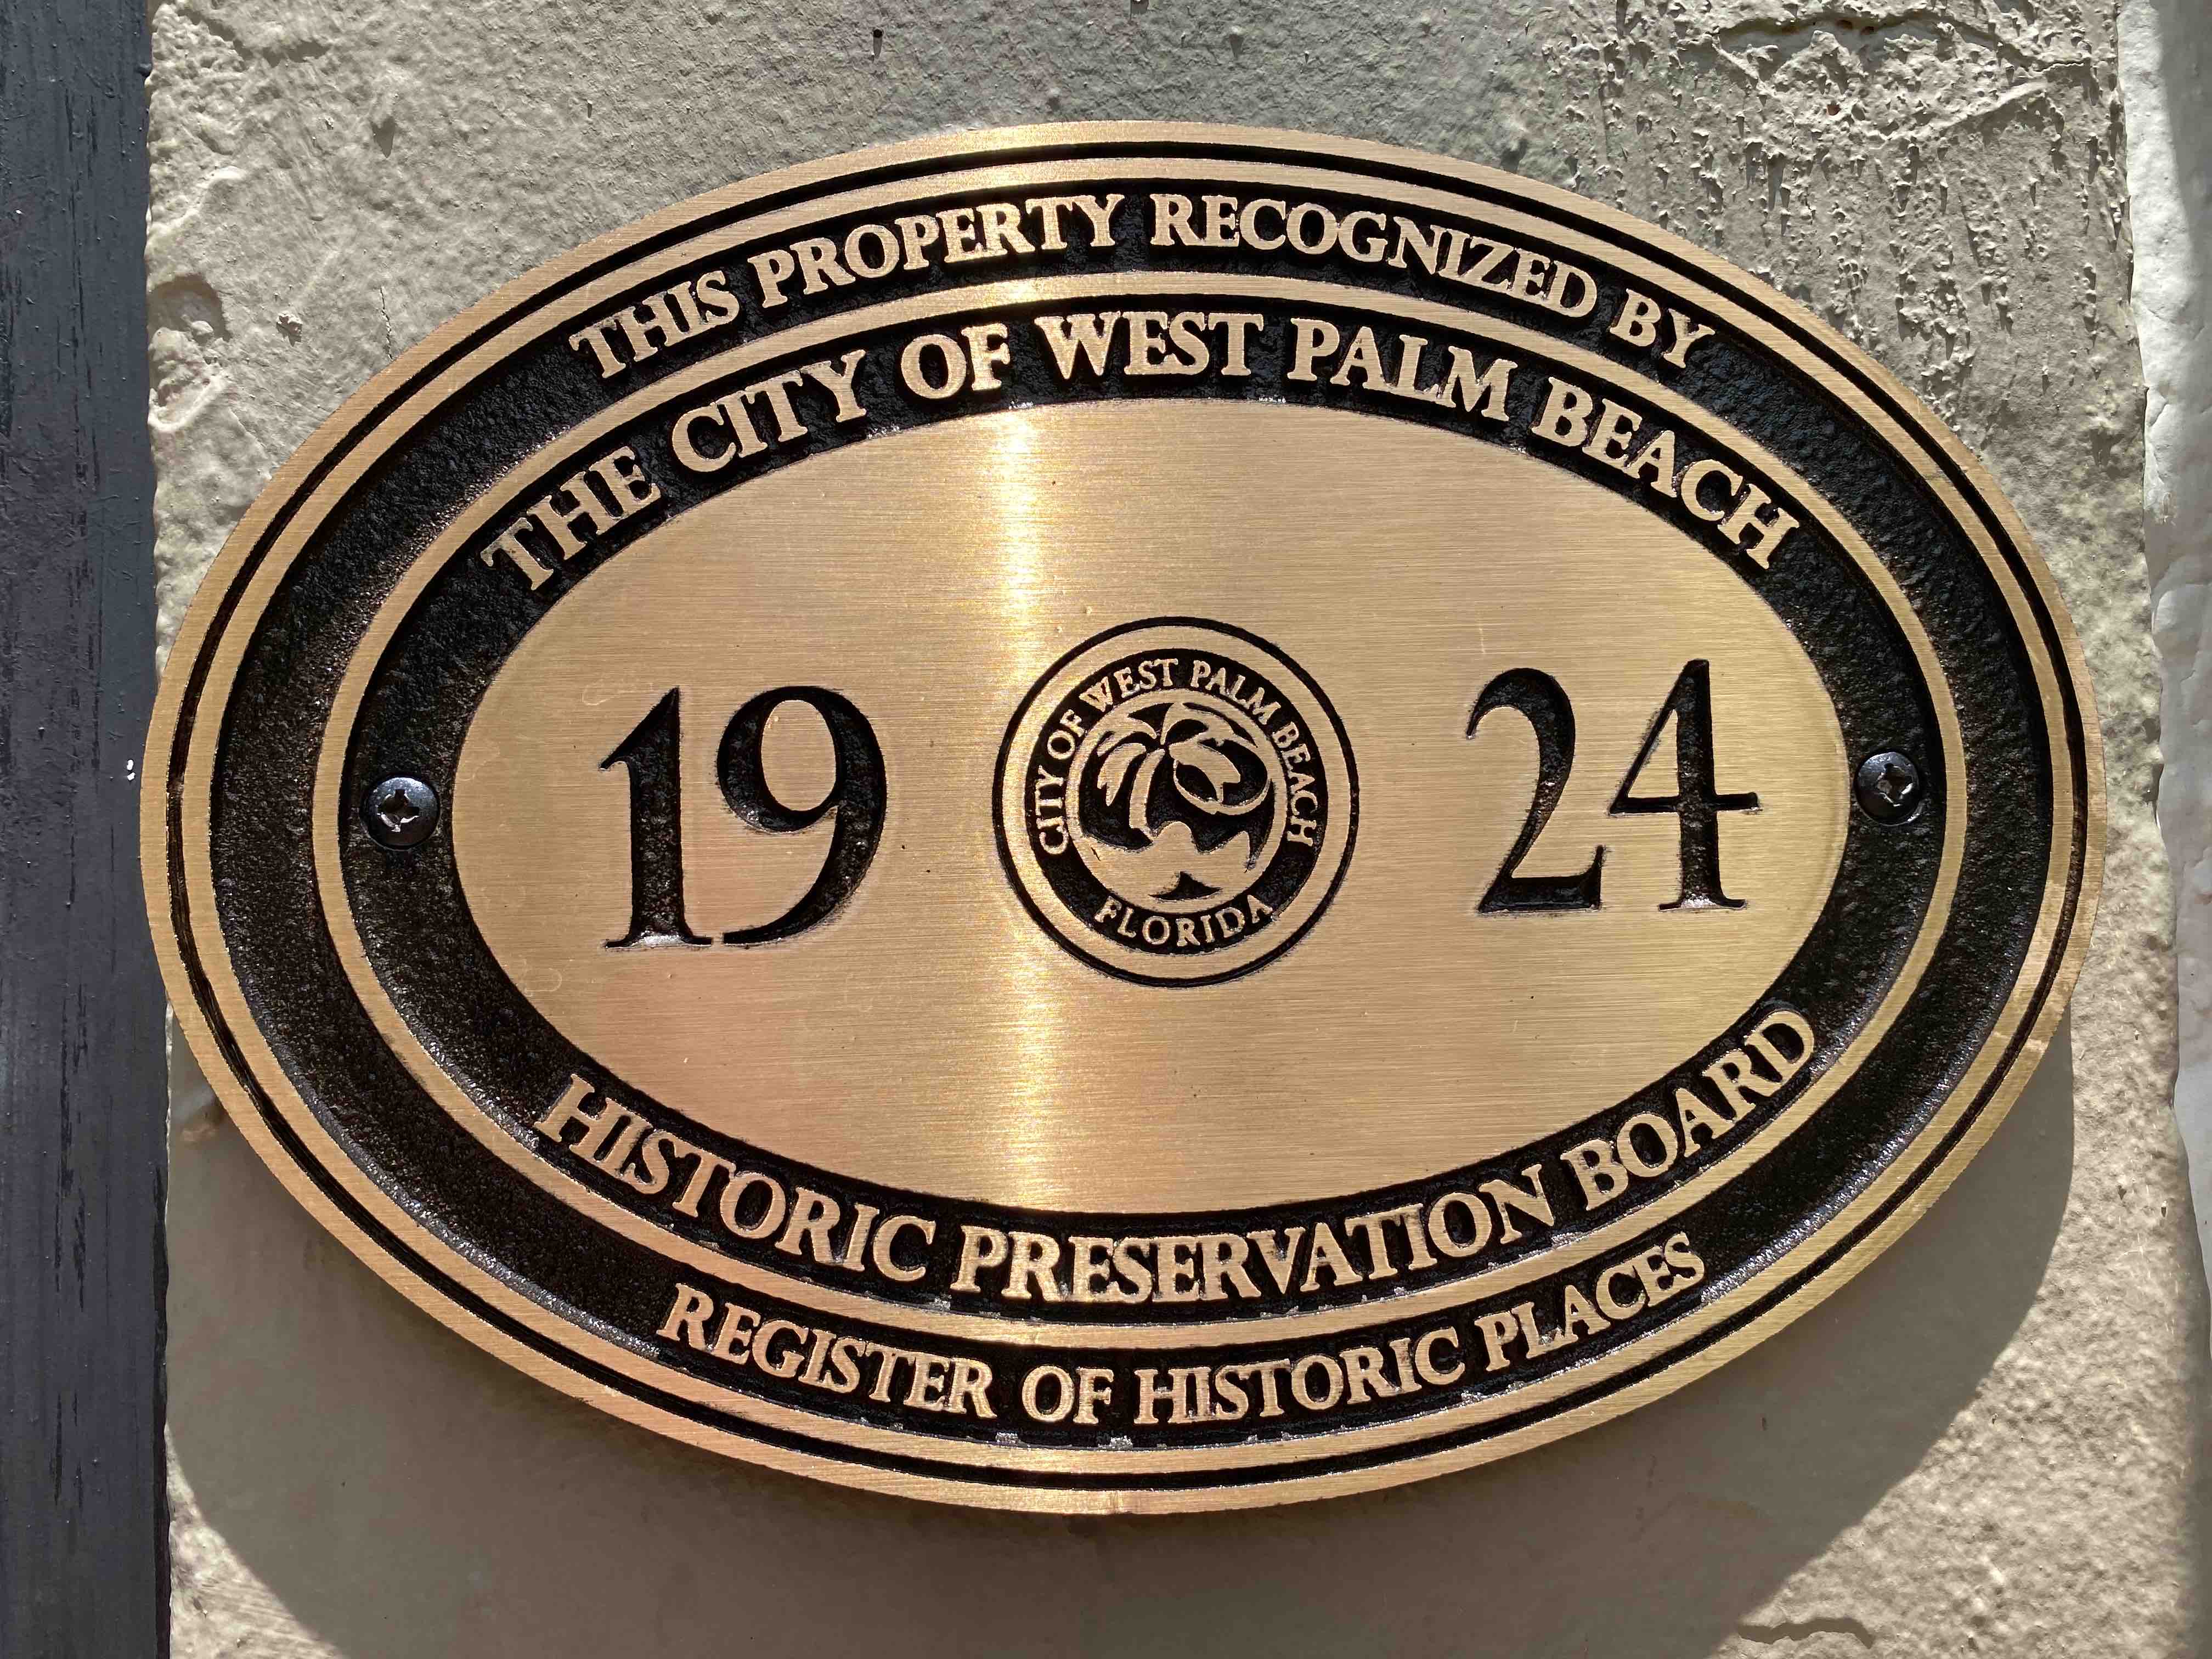 THIS PROPERTY RECOGNIZED BY
THE CITY OF WEST PALM BEACH
19 24
CITY OF WEST PALM BEACH
FLORIDA
HISTORIC PRESERVATION BOARD
REGISTER OF HISTORIC PLACES